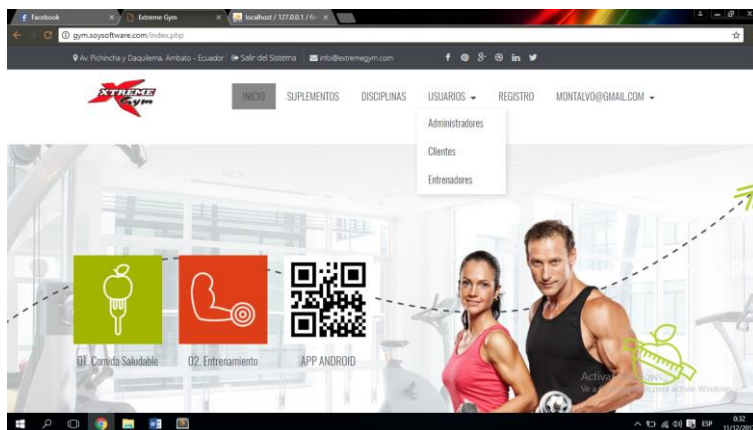 Facebook
Extreme Gym
localhost / 127.0.0.1 /
gym.soysoftware.com/index.php
Av. Pichincha y Daquilema, Ambato - Ecuador Salir del Sistema info@extremegym.com
XTREME
Gym
INICIO SUPLEMENTOS DISCIPLINAS USUARIOS REGISTRO MONTALVO@GMAIL.COM
Administradores
Clientes
Entrenadores
01. Comida Saludable 02. Entrenamiento APP ANDROID
para activar Windows.
ESP
0:32